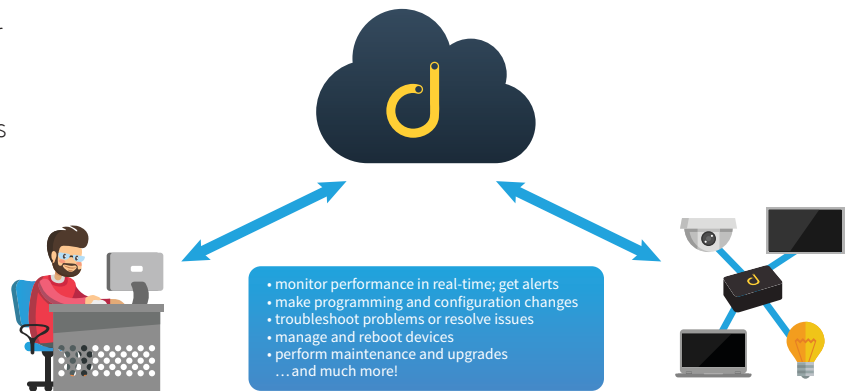 s
• monitor performance in real-time; get alerts
• make programming and configuration changes
• troubleshoot problems or resolve issues
• manage and reboot devices
• perform maintenance and upgrades
…and much more!